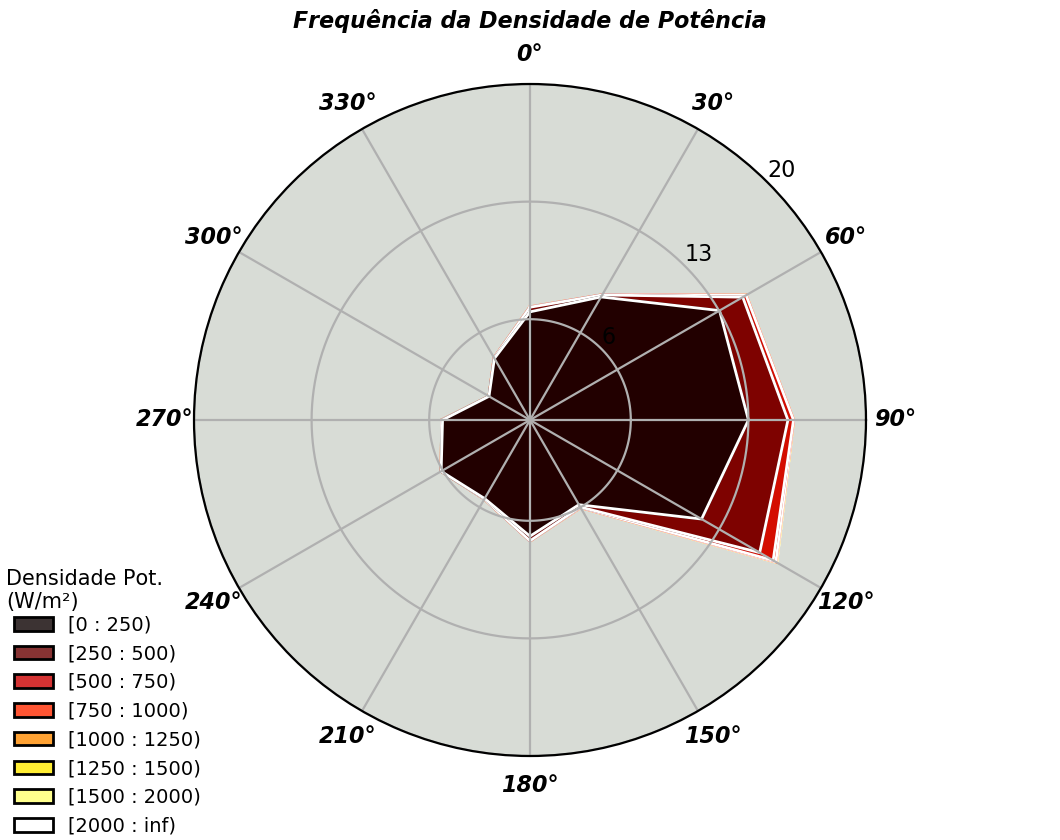 Frequência da Densidade de Potência
0°
330°
30°
20
300°
60°
13
6
270°
90°
240°
120°
210°
150°
180°
Densidade Pot.
(W/m²)
[0 : 250)
[250 : 500)
[500 : 750)
[750 : 1000)
[1000 : 1250)
[1250 : 1500)
[1500 : 2000)
[2000 : inf)